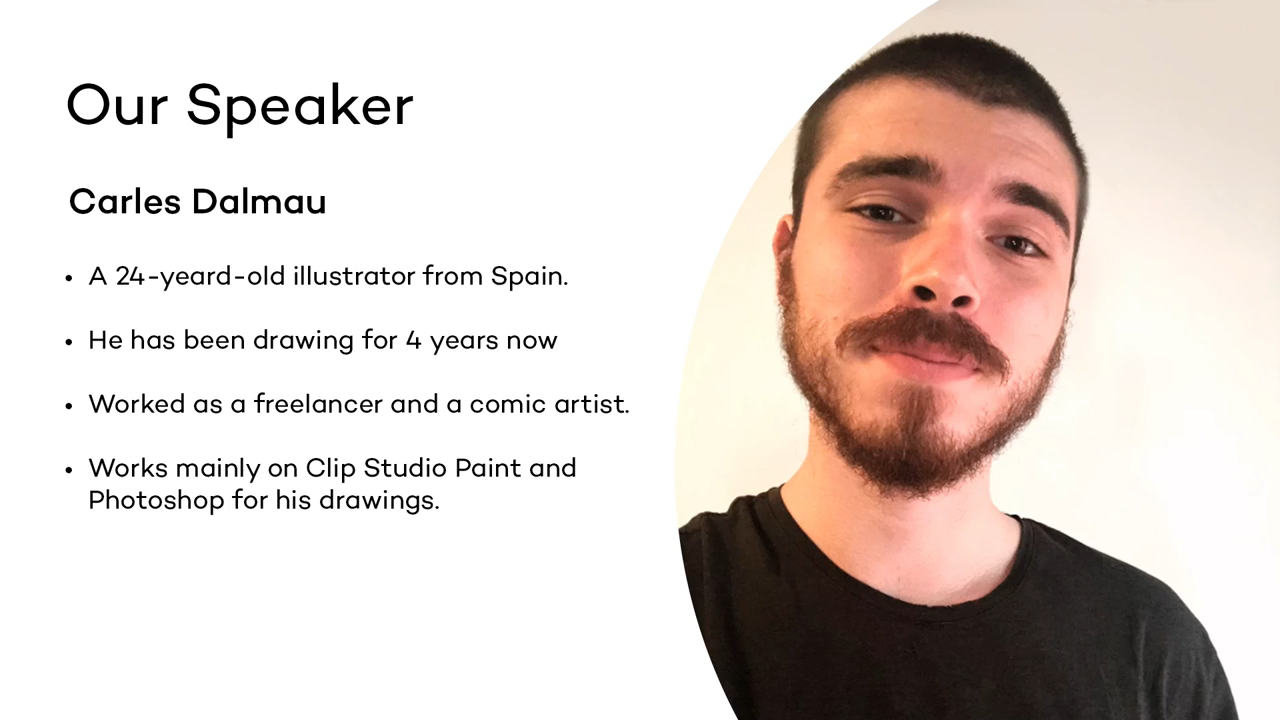 Our Speaker
Carles Dalmau
• A 24-yeard-old illustrator from Spain.
• He has been drawing for 4 years now
• Worked as a freelancer and a comic artist.
• Works mainly on Clip Studio Paint and
Photoshop for his drawings.